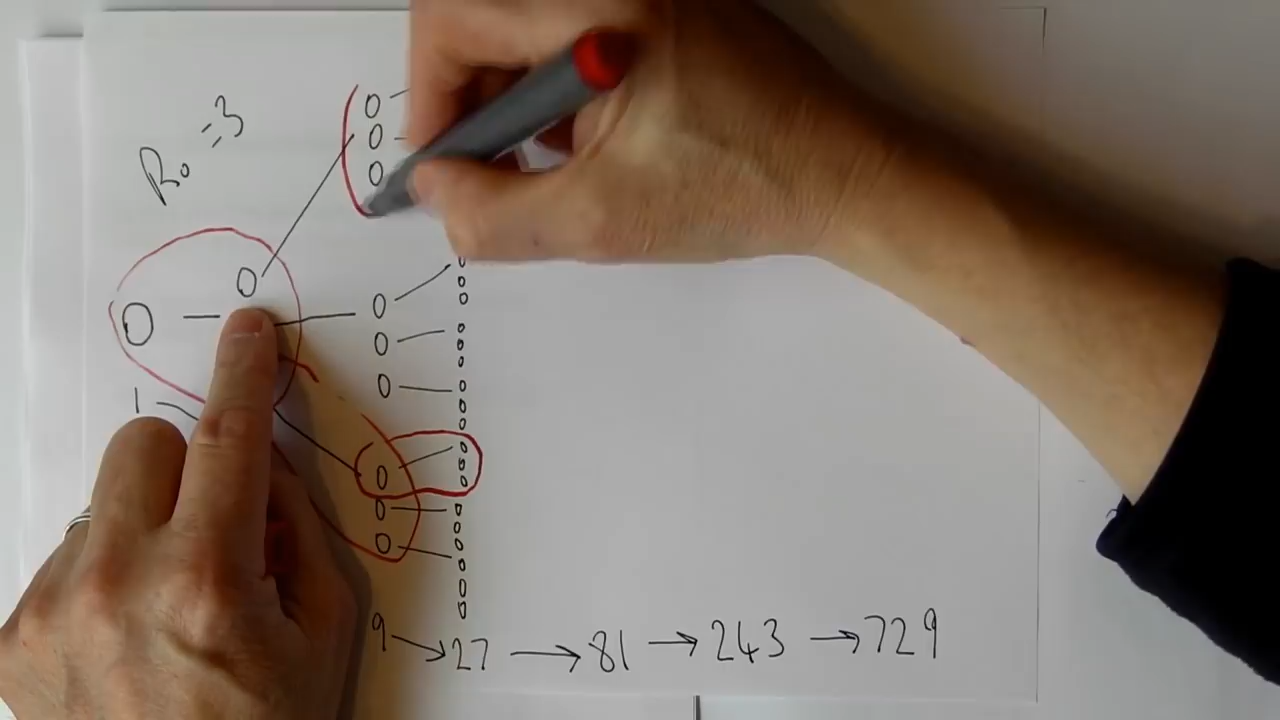 R₀ = 3
1
9 → 27 → 81 → 243 → 729